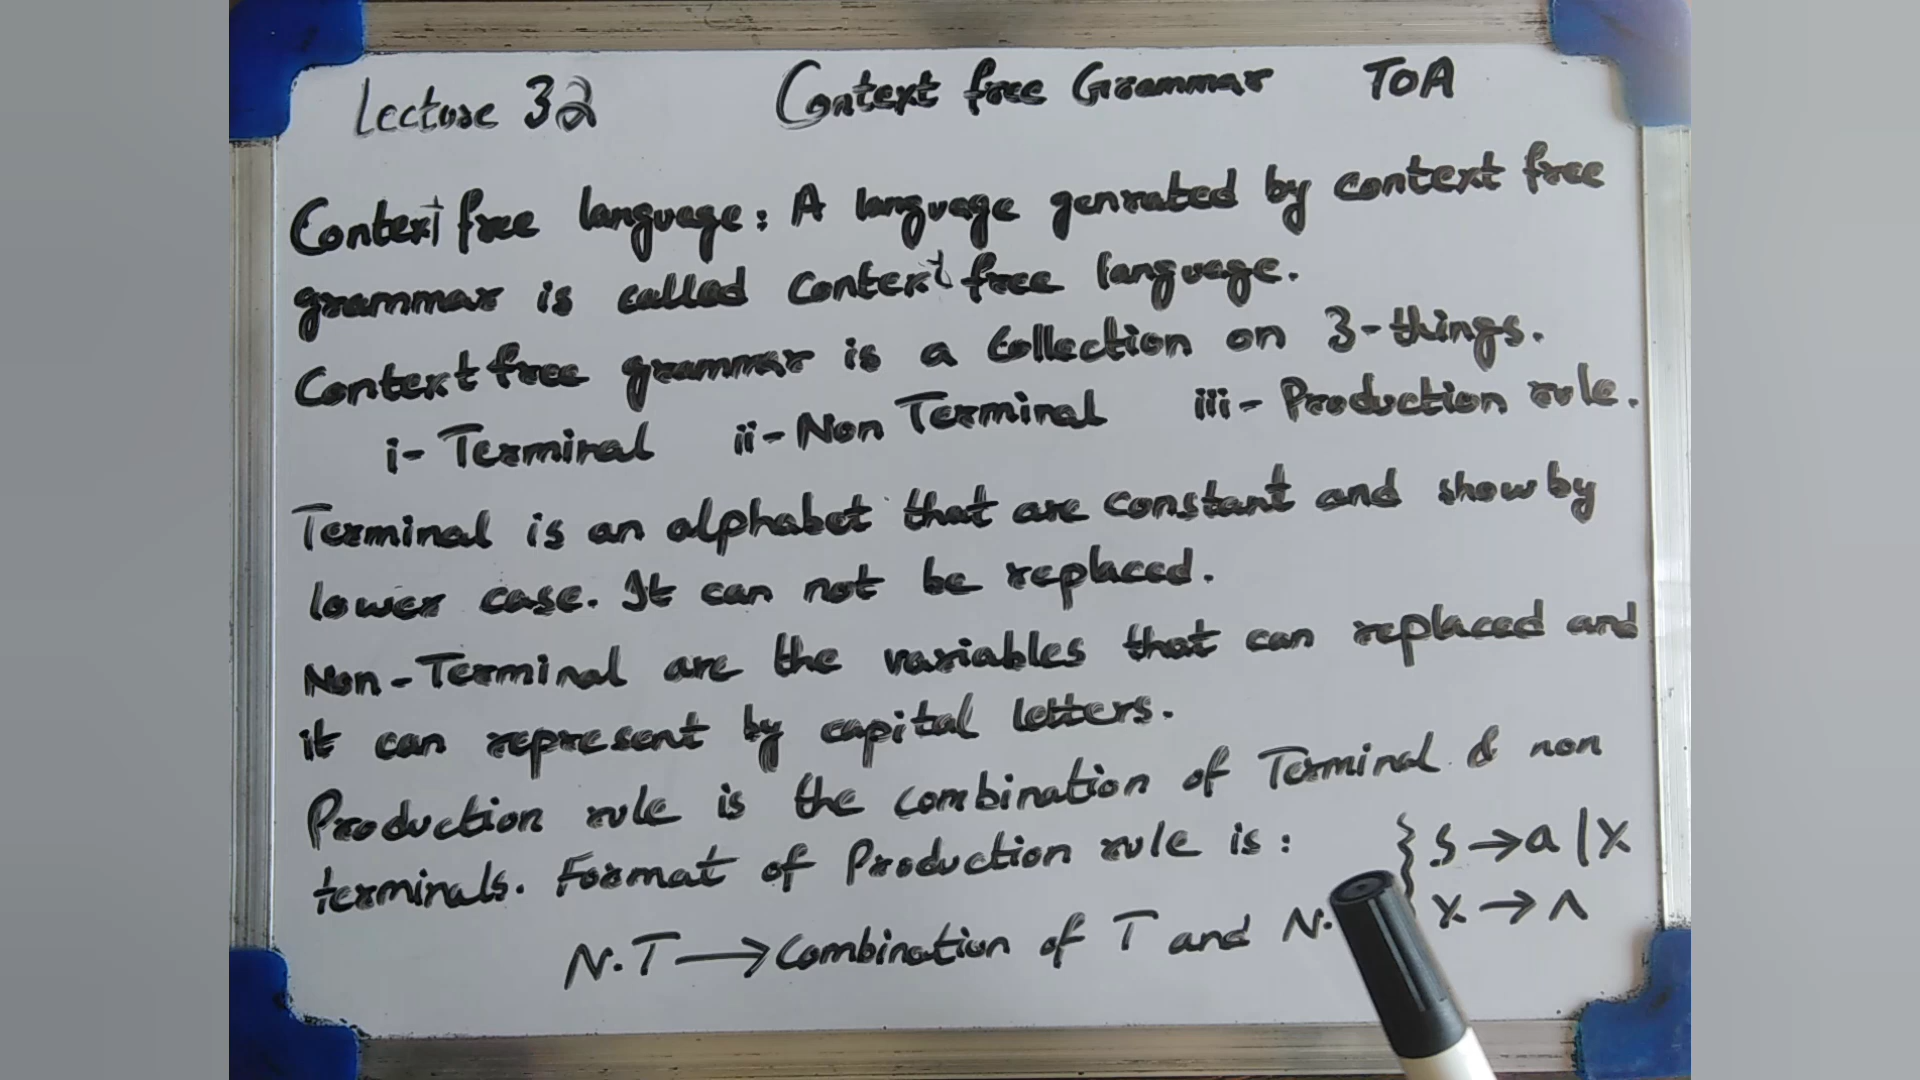 Lecture 32 Context free Grammar TOA
Context free language: A language genrated by context free
grammar is called context free language.
Context free grammar is a collection on 3-things.
i- Terminal ii- Non Terminal iii- Production rule.
Terminal is an alphabet that are constant and show by
lower case. It can not be replaced.
Non-Terminal are the variables that can replaced and
it can represent by capital letters.
Production rule is the combination of Terminal & non
terminals. Format of Production rule is: { S → a | X
N.T → Combination of T and N. X → Λ